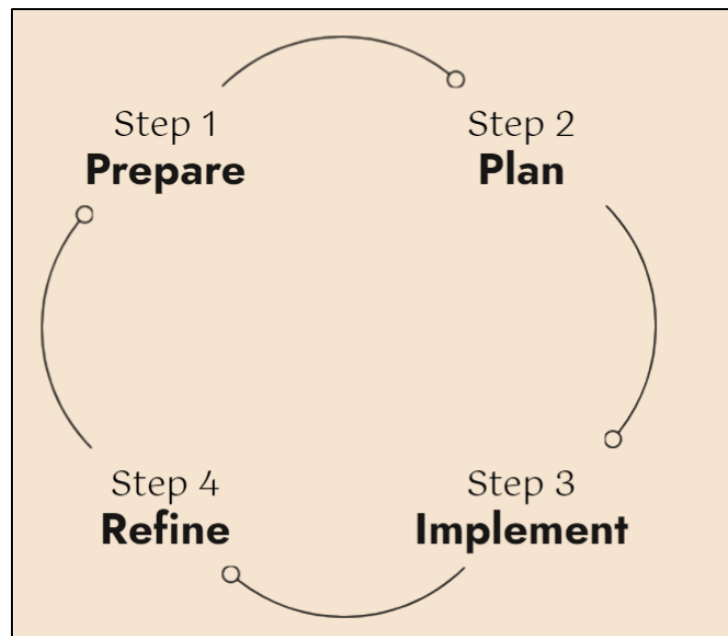 Step 1
Prepare
Step 2
Plan
Step 3
Implement
Step 4
Refine